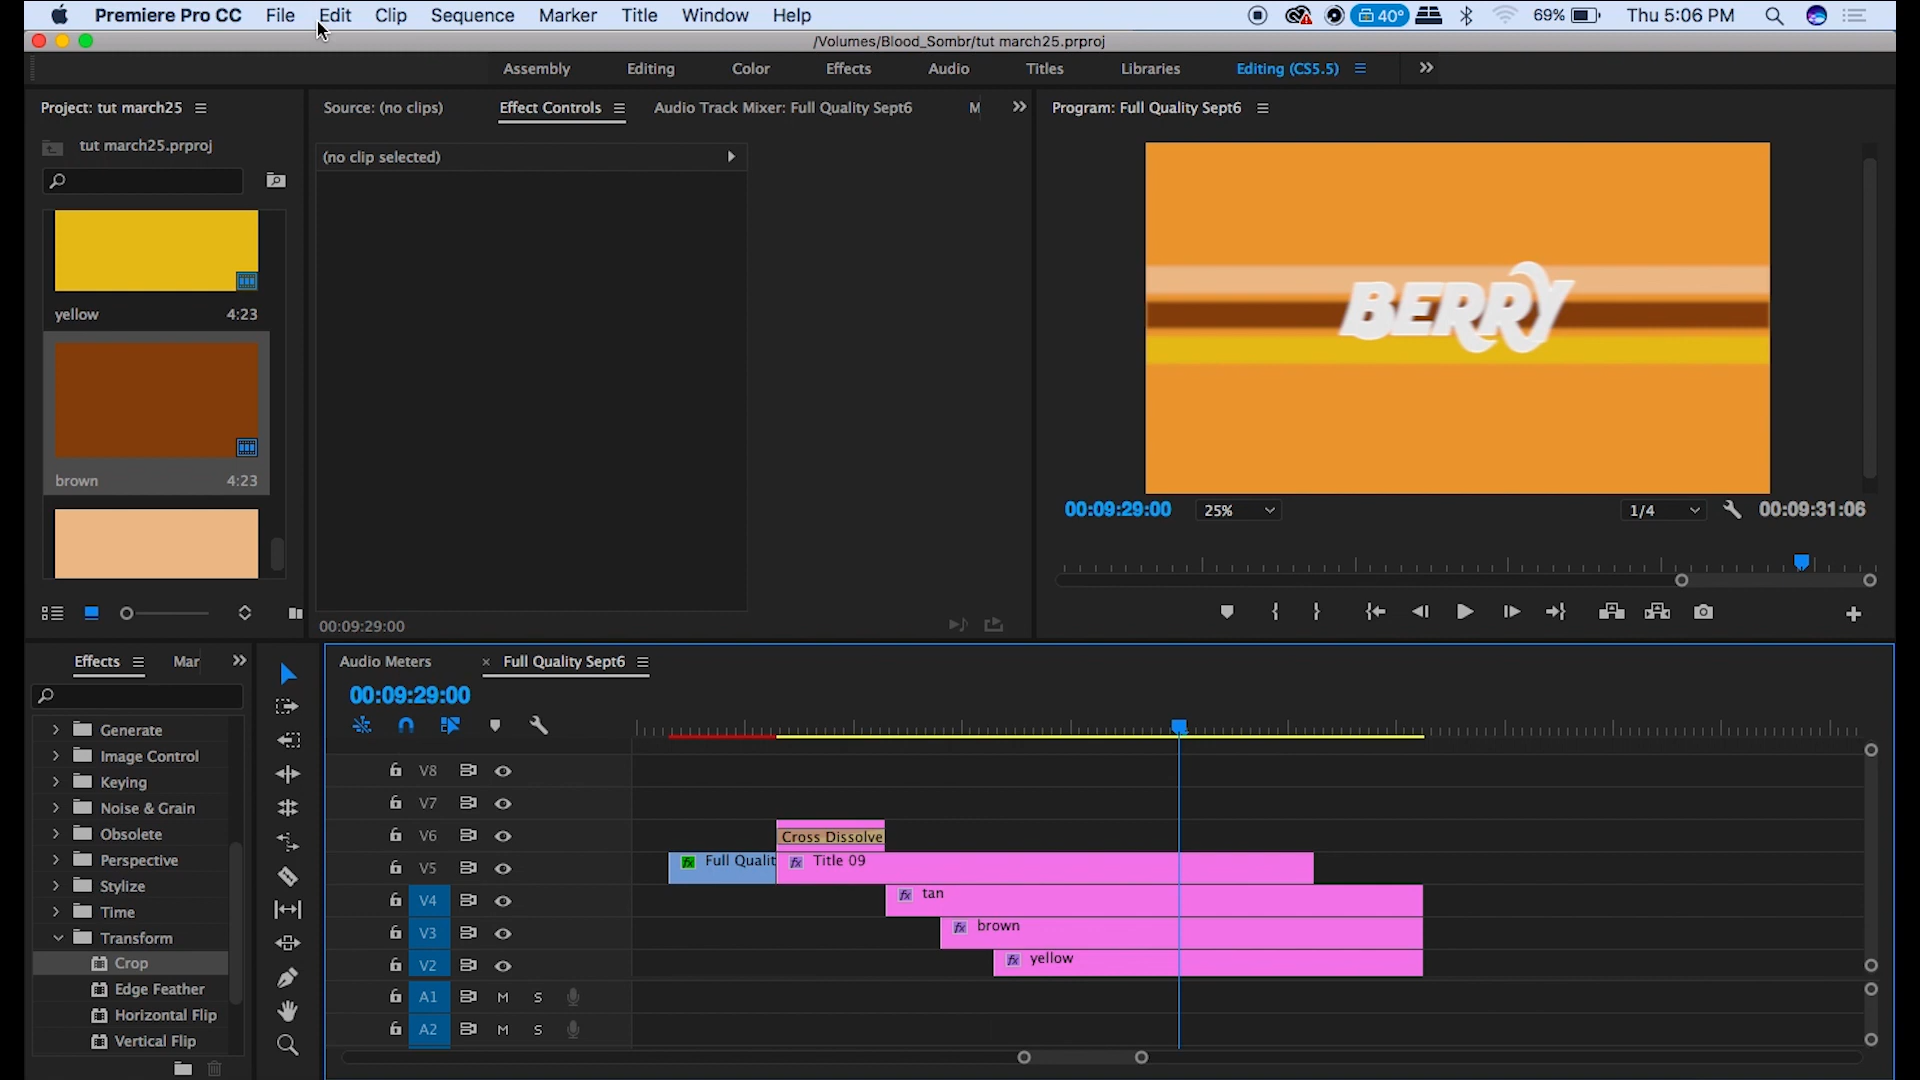 Premiere Pro CC File Edit Clip Sequence Marker Title Window Help 40° 69% Thu 5:06 PM
/Volumes/Blood_Sombr/tut march25.prproj
Assembly Editing Color Effects Audio Titles Libraries Editing (CS5.5)
Project: tut march25
tut march25.prproj
yellow 4:23
brown 4:23
Source: (no clips) Effect Controls Audio Track Mixer: Full Quality Sept6 M
(no clip selected)
00:09:29:00
Program: Full Quality Sept6
BERRY
00:09:29:00 25% 1/4 00:09:31:06
Effects Mar
Generate
Image Control
Keying
Noise & Grain
Obsolete
Perspective
Stylize
Time
Transform
Crop
Edge Feather
Horizontal Flip
Vertical Flip
Audio Meters × Full Quality Sept6
00:09:29:00
V8
V7
V6 Cross Dissolve
V5 fx Full Qualit fx Title 09
V4 fx tan
V3 fx brown
V2 fx yellow
A1 M S
A2 M S